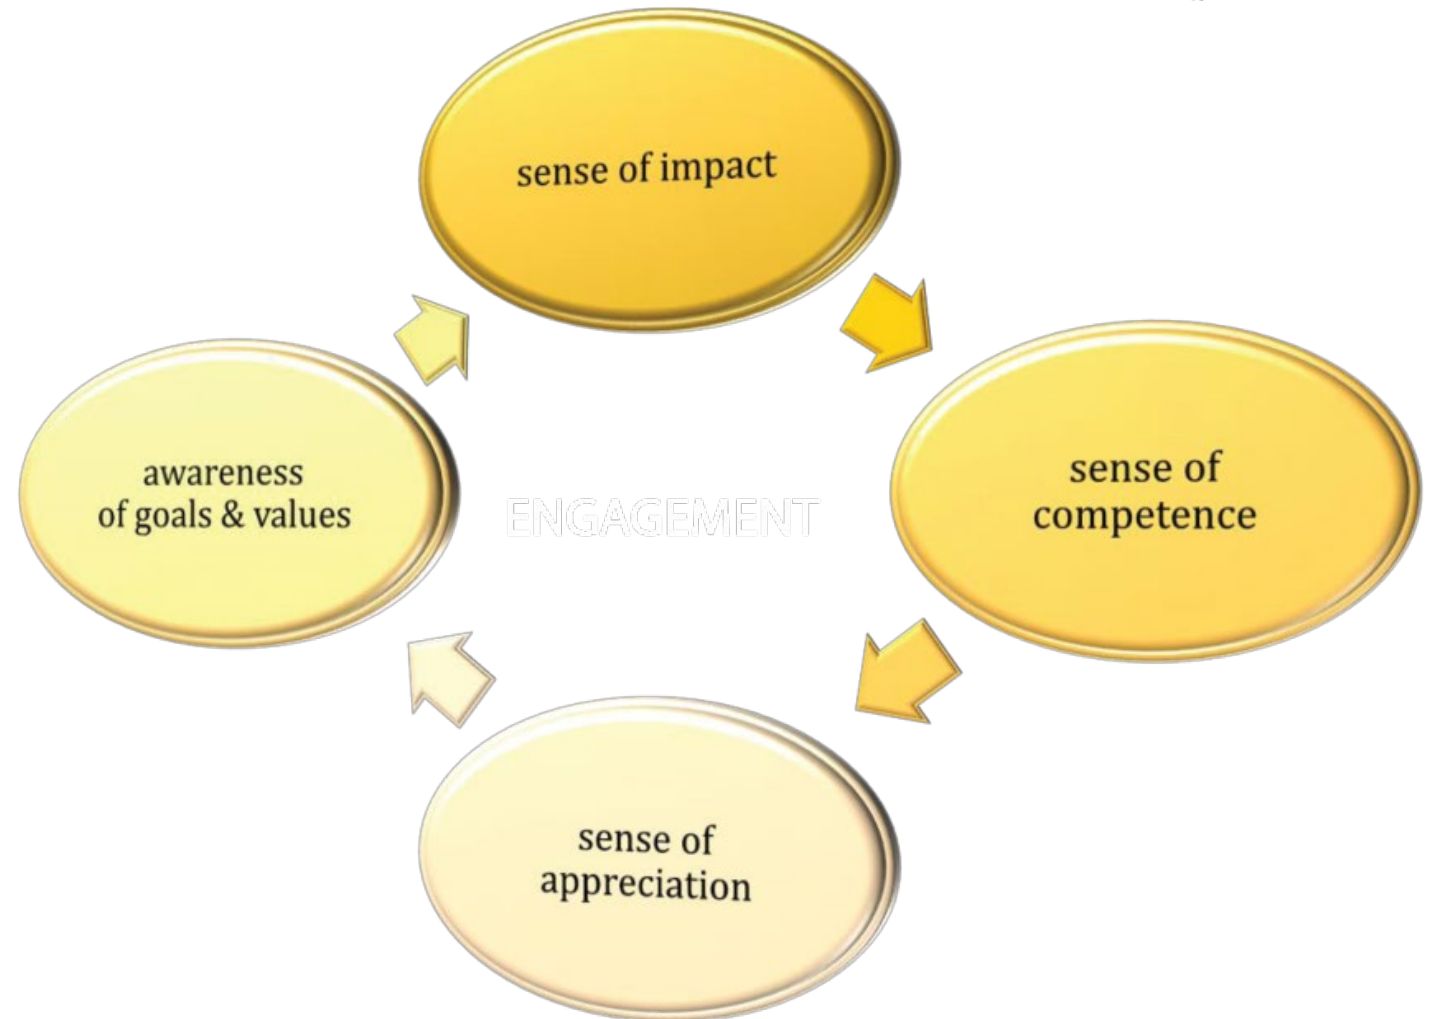 sense of impact
awareness
of goals & values
ENGAGEMENT
sense of
competence
sense of
appreciation